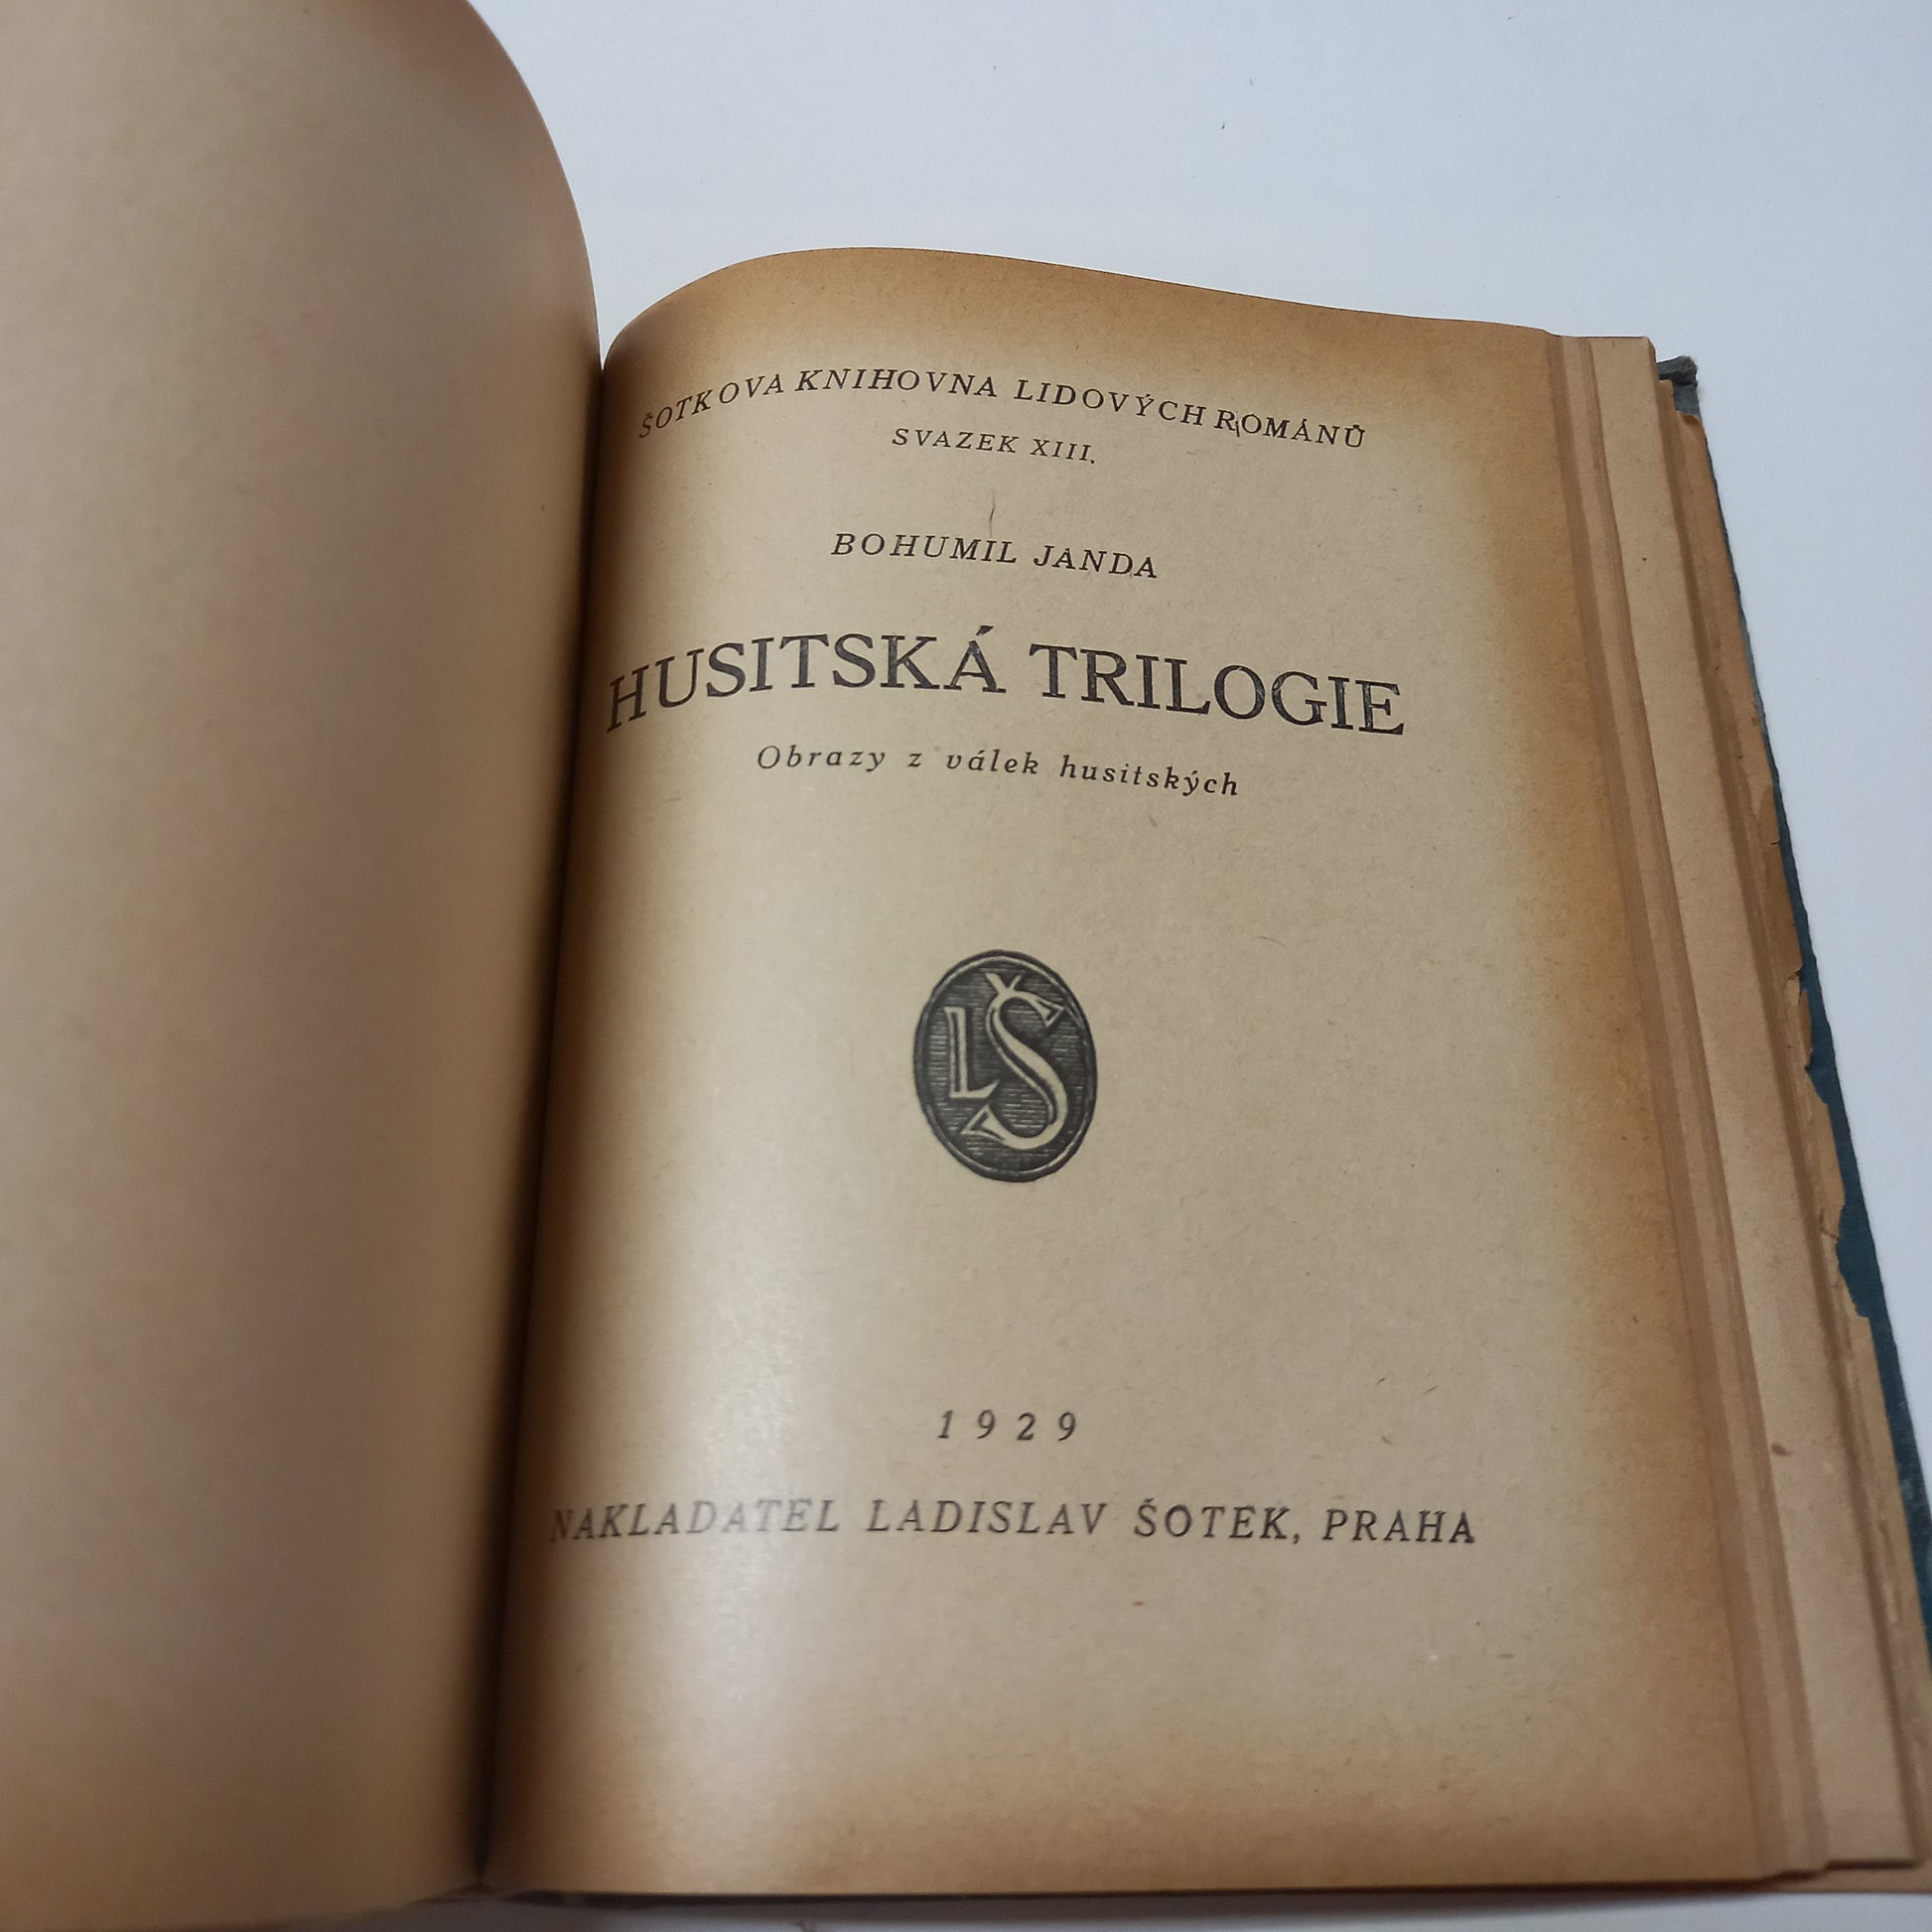 ŠOTKOVA KNIHOVNA LIDOVÝCH ROMÁNŮ
SVAZEK XIII.
BOHUMIL JANDA
HUSITSKÁ TRILOGIE
Obrazy z válek husitských
LŠ
1929
NAKLADATEL LADISLAV ŠOTEK, PRAHA